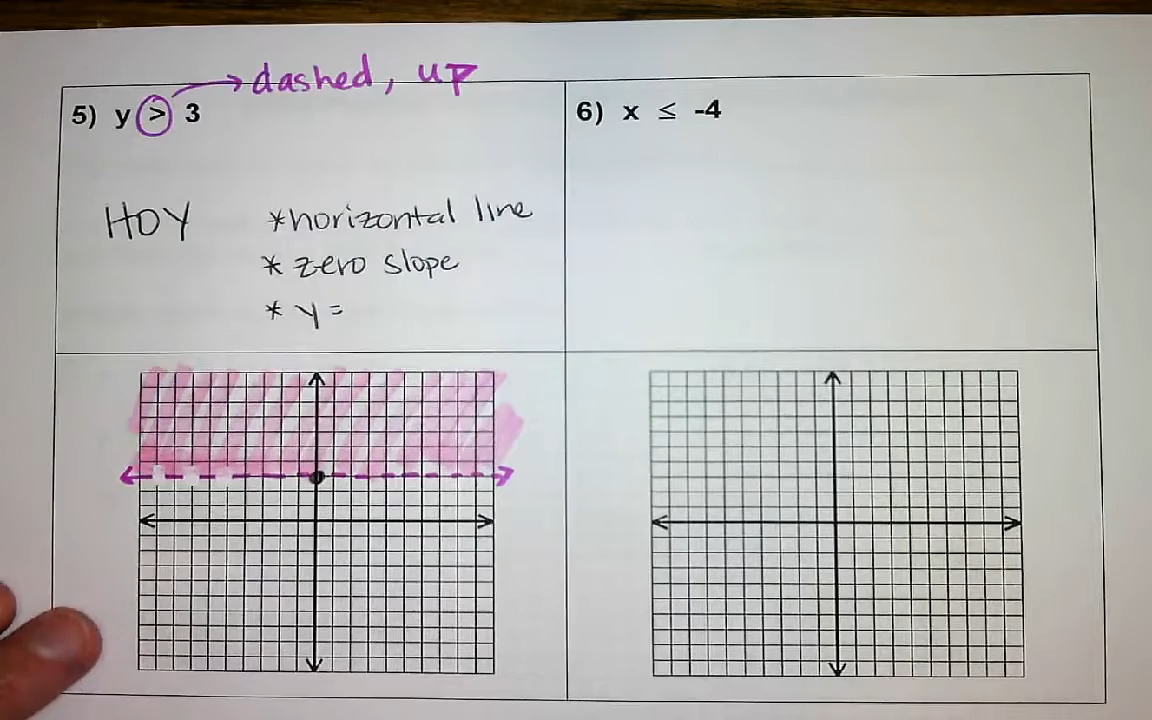 dashed, up
5) y > 3
6) x ≤ -4
HOY
*horizontal line
* zero slope
* y =